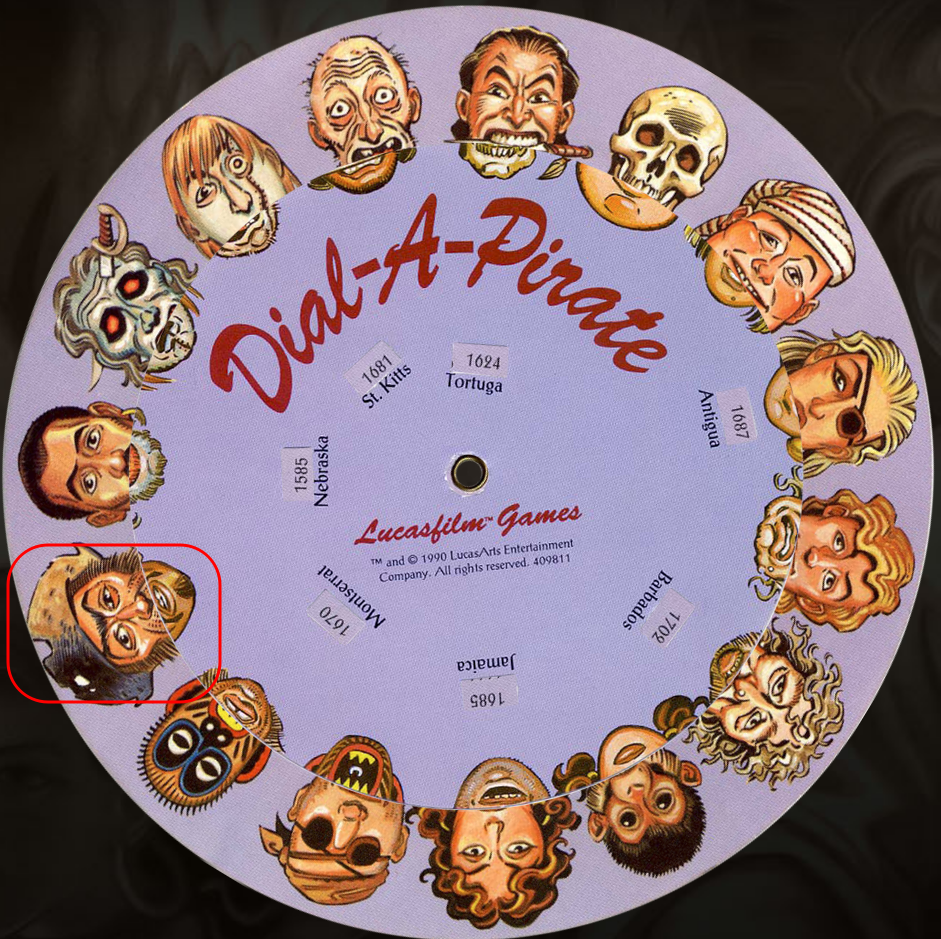 Dial-A-Pirate
1681
St. Kitts
1624
Tortuga
1687
Antigua
1585
Nebraska
Lucasfilm™ Games
™ and © 1990 LucasArts Entertainment
Company. All rights reserved. 409811
1670
Montserrat
1702
Barbados
Jamaica
1685